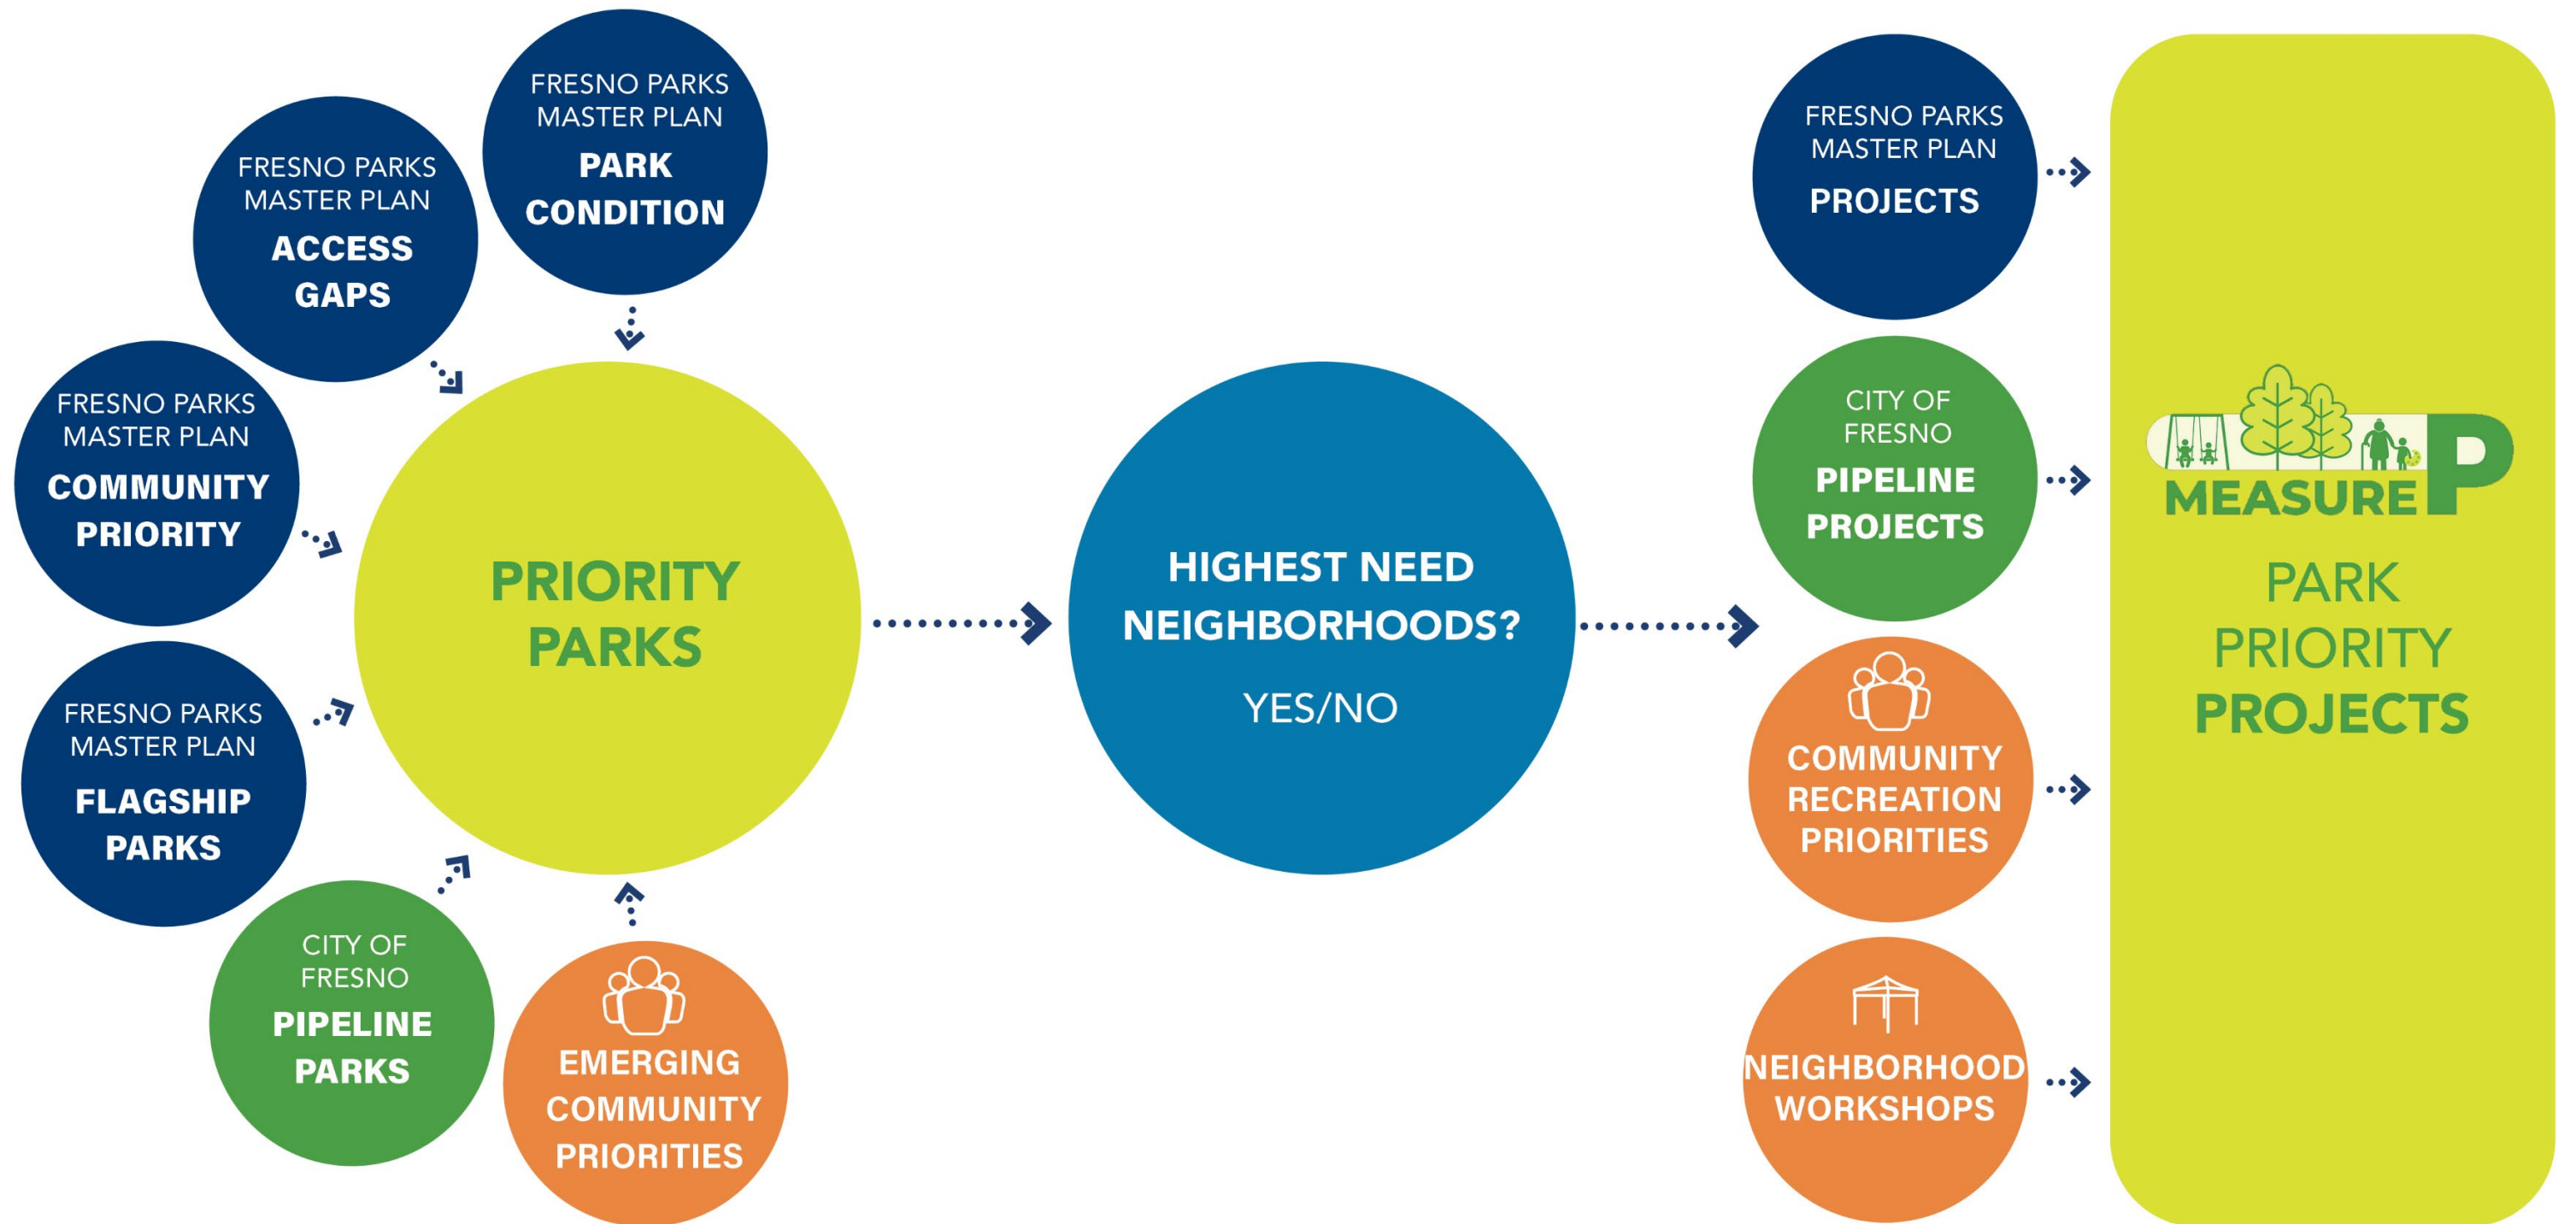 FRESNO PARKS
MASTER PLAN
PARK
CONDITION
FRESNO PARKS
MASTER PLAN
ACCESS
GAPS
FRESNO PARKS
MASTER PLAN
COMMUNITY
PRIORITY
FRESNO PARKS
MASTER PLAN
FLAGSHIP
PARKS
CITY OF
FRESNO
PIPELINE
PARKS
EMERGING
COMMUNITY
PRIORITIES
PRIORITY
PARKS
HIGHEST NEED
NEIGHBORHOODS?
YES/NO
FRESNO PARKS
MASTER PLAN
PROJECTS
CITY OF
FRESNO
PIPELINE
PROJECTS
COMMUNITY
RECREATION
PRIORITIES
NEIGHBORHOOD
WORKSHOPS
MEASURE P
PARK
PRIORITY
PROJECTS